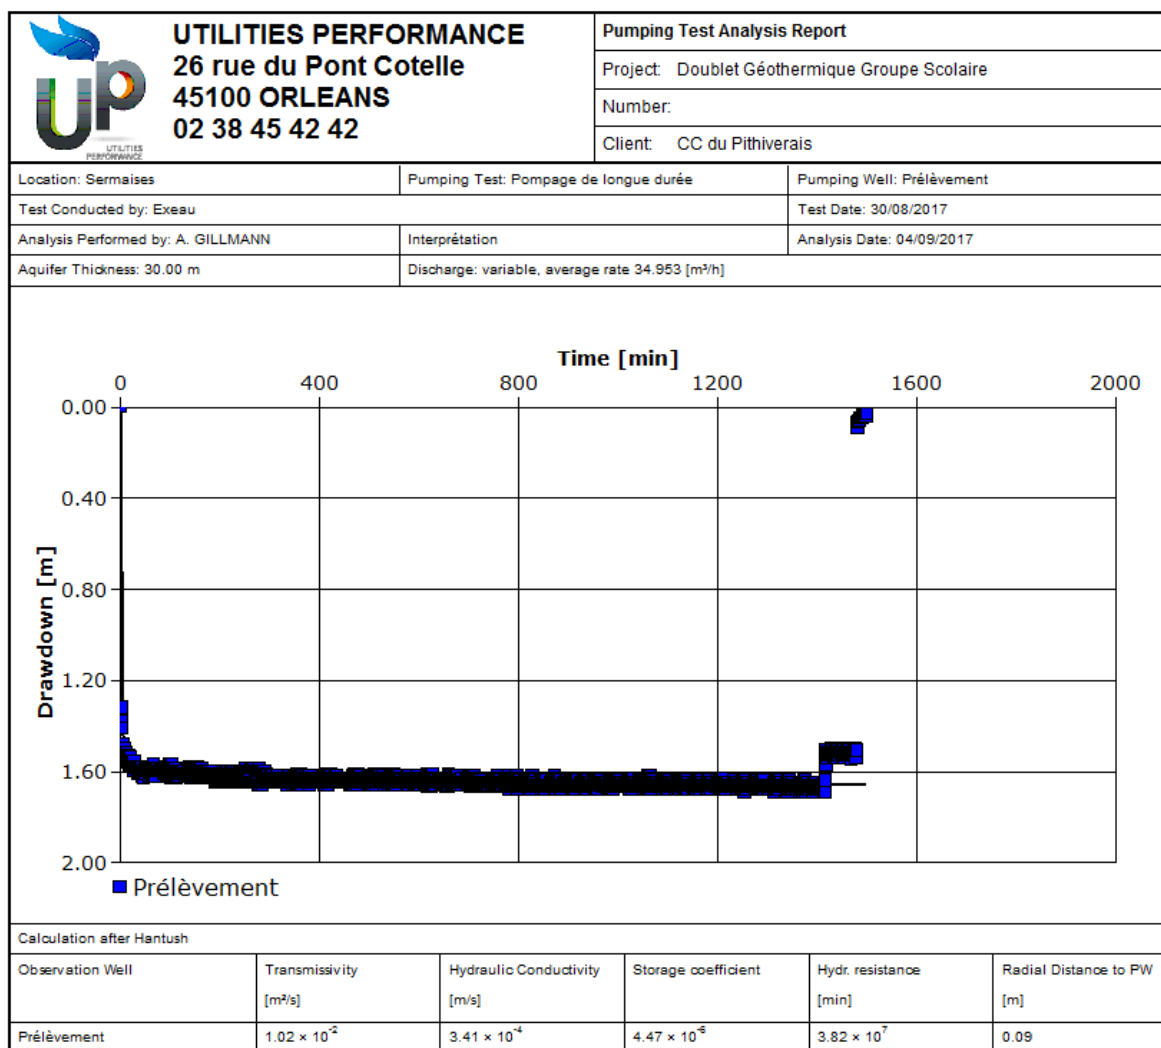 UTILITIES PERFORMANCE
26 rue du Pont Cotelle
45100 ORLEANS
02 38 45 42 42
UP
UTILITIES
PERFORMANCE
Pumping Test Analysis Report
Project: Doublet Géothermique Groupe Scolaire
Number:
Client: CC du Pithiverais
Location: Sermaises
Pumping Test: Pompage de longue durée
Pumping Well: Prélèvement
Test Conducted by: Exeau
Test Date: 30/08/2017
Analysis Performed by: A. GILLMANN
Interprétation
Analysis Date: 04/09/2017
Aquifer Thickness: 30.00 m
Discharge: variable, average rate 34.953 [m³/h]
Time [min]
0 400 800 1200 1600 2000
Drawdown [m]
0.00
0.40
0.80
1.20
1.60
2.00
Prélèvement
Calculation after Hantush
Observation Well Transmissivity Hydraulic Conductivity Storage coefficient Hydr. resistance Radial Distance to PW
[m²/s] [m/s] [min] [m]
Prélèvement 1.02 × 10⁻² 3.41 × 10⁻⁴ 4.47 × 10⁻⁶ 3.82 × 10⁷ 0.09